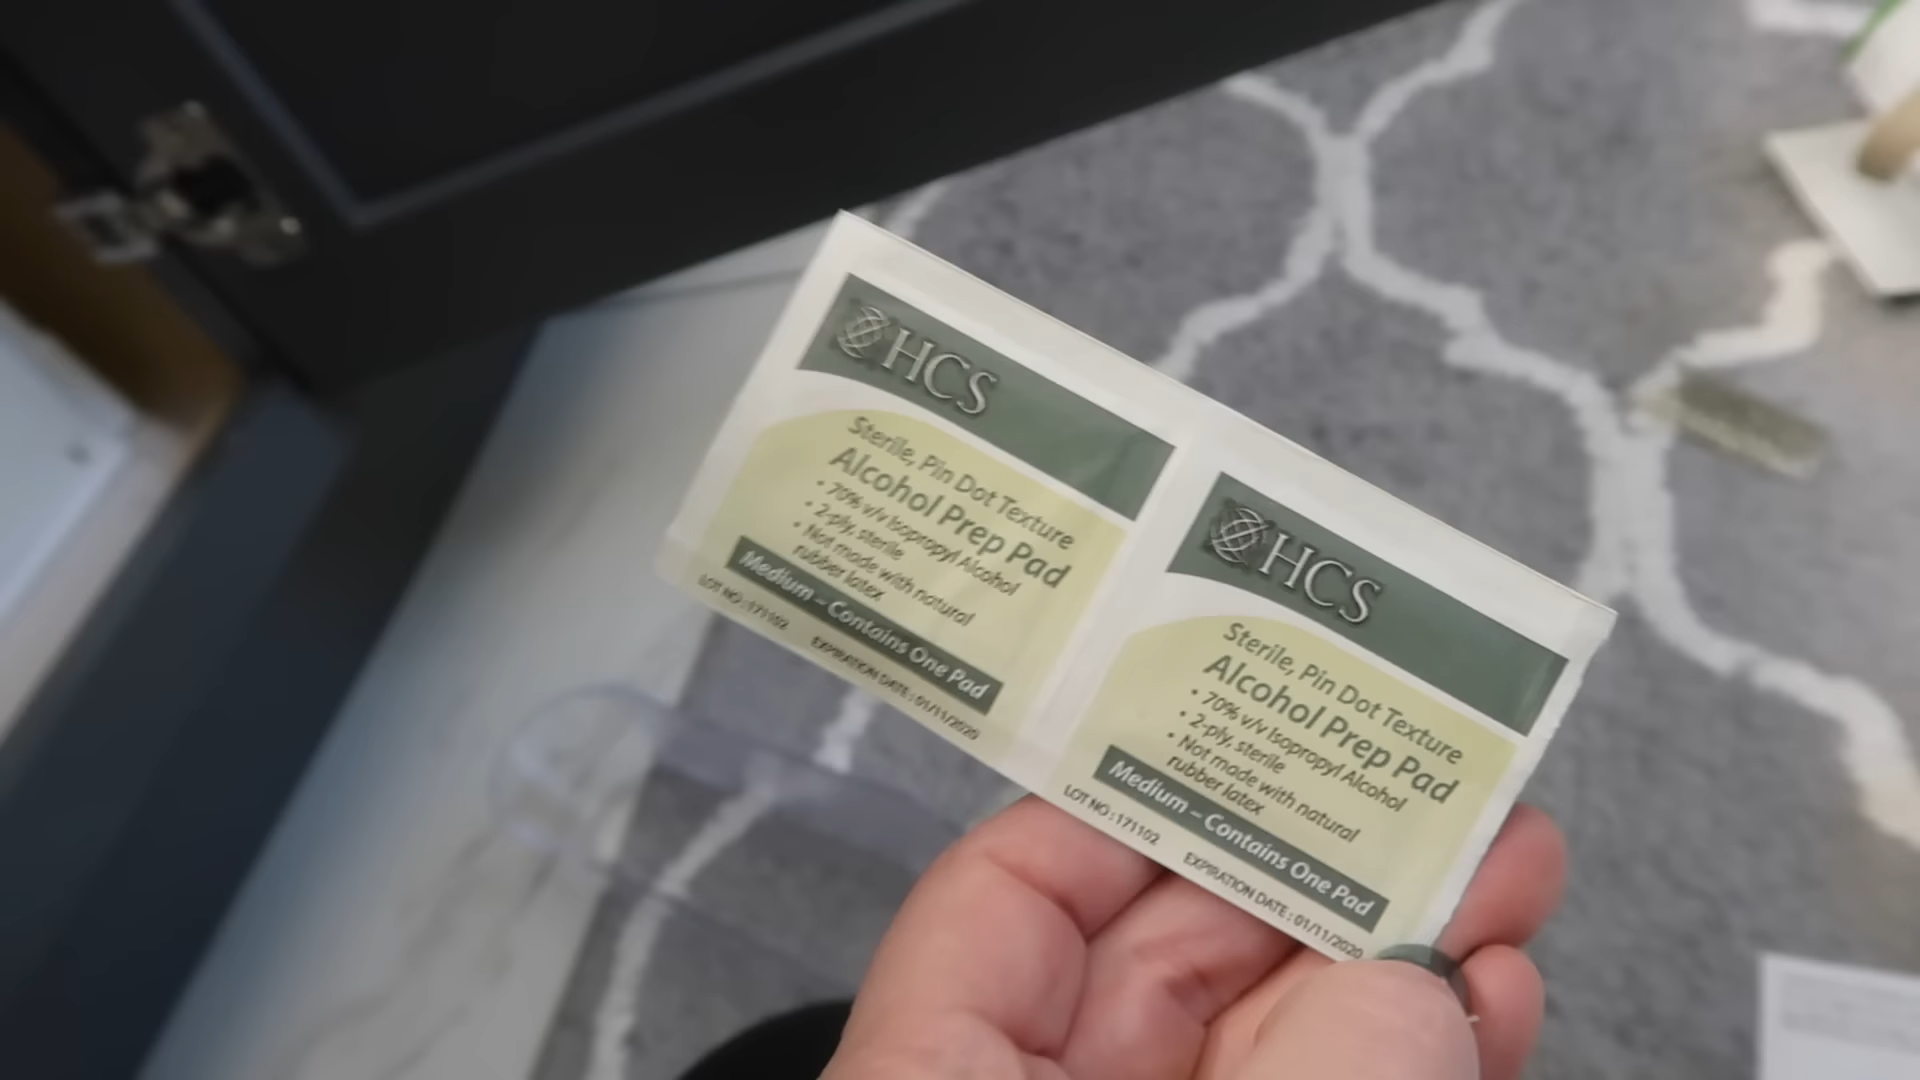 HCS
Sterile, Pin Dot Texture
Alcohol Prep Pad
• 70% v/v Isopropyl Alcohol
• 2-ply, sterile
• Not made with natural
rubber latex
Medium – Contains One Pad
LOT NO : 171102 EXPIRATION DATE : 01/11/2020
HCS
Sterile, Pin Dot Texture
Alcohol Prep Pad
• 70% v/v Isopropyl Alcohol
• 2-ply, sterile
• Not made with natural
rubber latex
Medium – Contains One Pad
LOT NO : 171102 EXPIRATION DATE : 01/11/2020